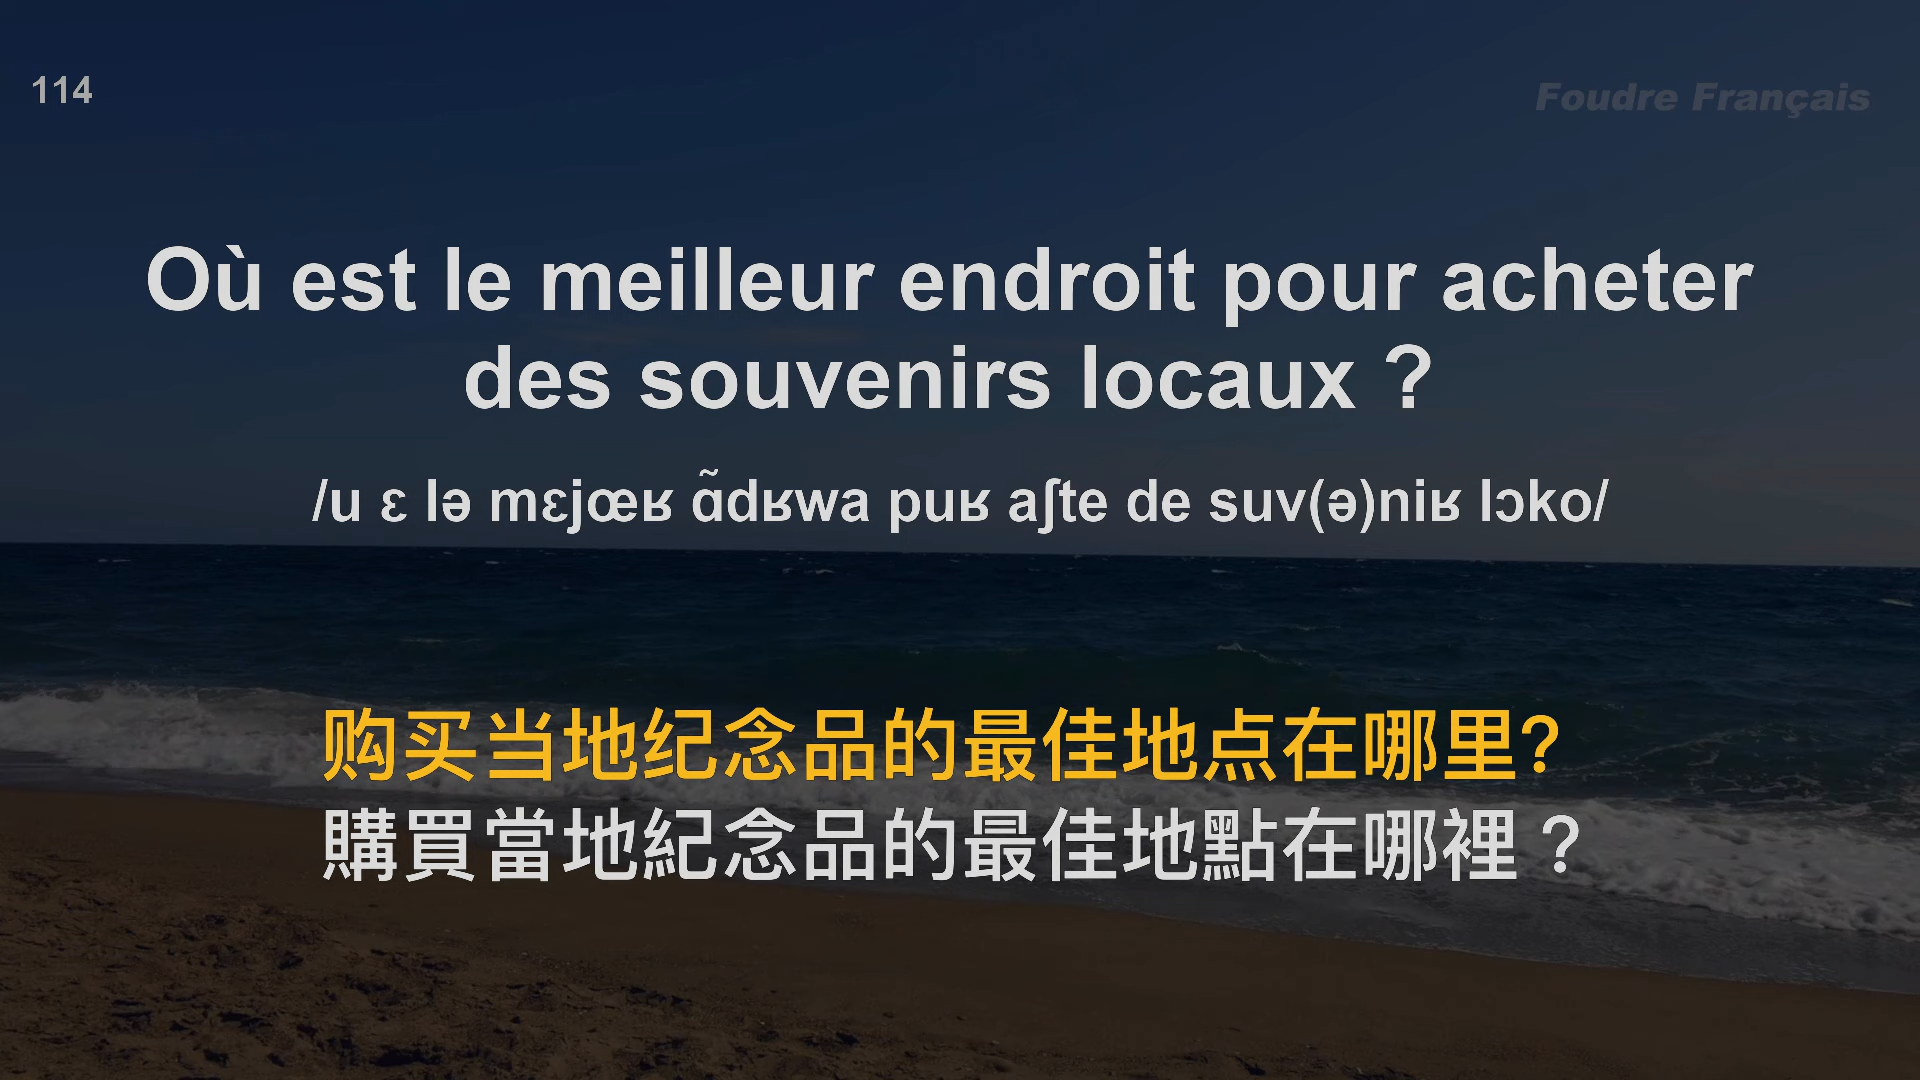 114
Foudre Français
Où est le meilleur endroit pour acheter
des souvenirs locaux ?
/u ɛ lə mɛjœʁ ɑ̃dʁwa puʁ aʃte de suv(ə)niʁ lɔko/
购买当地纪念品的最佳地点在哪里?
購買當地紀念品的最佳地點在哪裡？